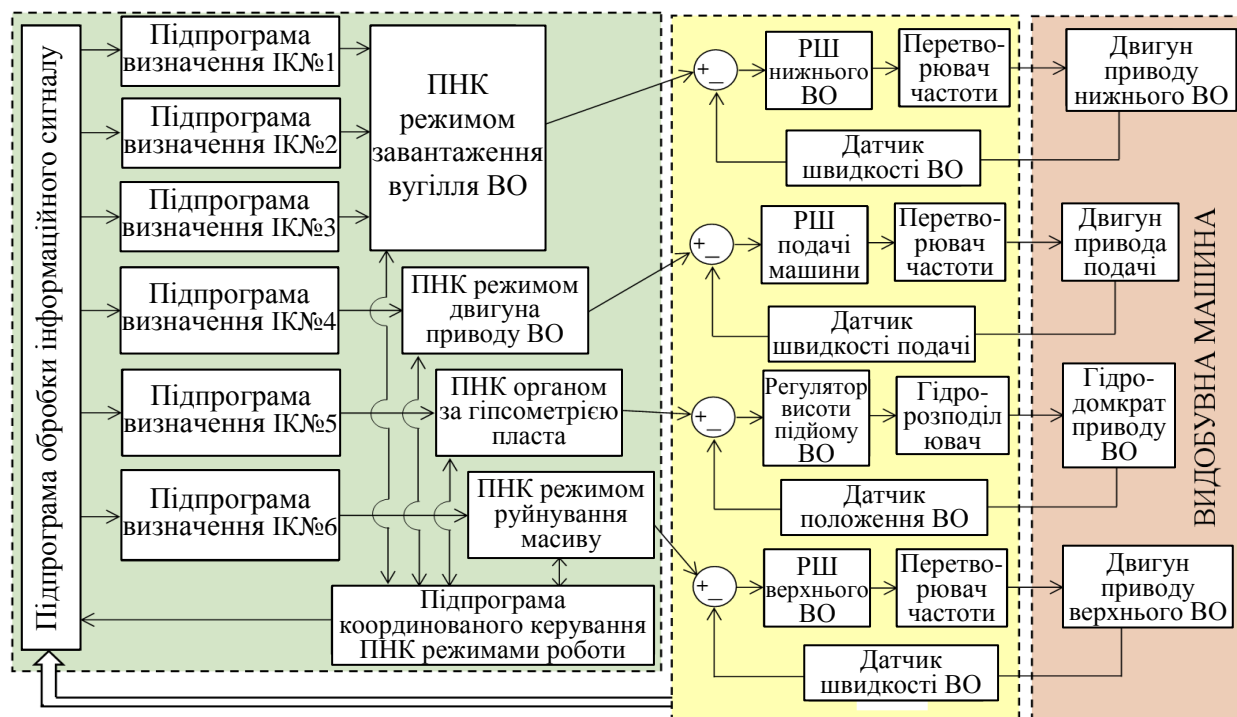 Підпрограма обробки інформаційного сигналу
Підпрограма
визначення ІК№1
Підпрограма
визначення ІК№2
Підпрограма
визначення ІК№3
Підпрограма
визначення ІК№4
Підпрограма
визначення ІК№5
Підпрограма
визначення ІК№6
ПНК
режимом
завантаження
вугілля ВО
ПНК режимом
двигуна
приводу ВО
ПНК органом
за гіпсометрією
пласта
ПНК режимом
руйнування
масиву
Підпрограма
координованого керування
ПНК режимами роботи
+
_
РШ
нижнього
ВО
Перетво-
рювач
частоти
Двигун
приводу
нижнього ВО
Датчик
швидкості ВО
+
_
РШ
подачі
машини
Перетво-
рювач
частоти
Двигун
привода
подачі
Датчик
швидкості подачі
+
_
Регулятор
висоти
підйому
ВО
Гідро-
розподіл
ювач
Гідро-
домкрат
приводу
ВО
Датчик
положення ВО
+
_
РШ
верхнього
ВО
Перетво-
рювач
частоти
Двигун
приводу
верхнього ВО
Датчик
швидкості ВО
ВИДОБУВНА МАШИНА